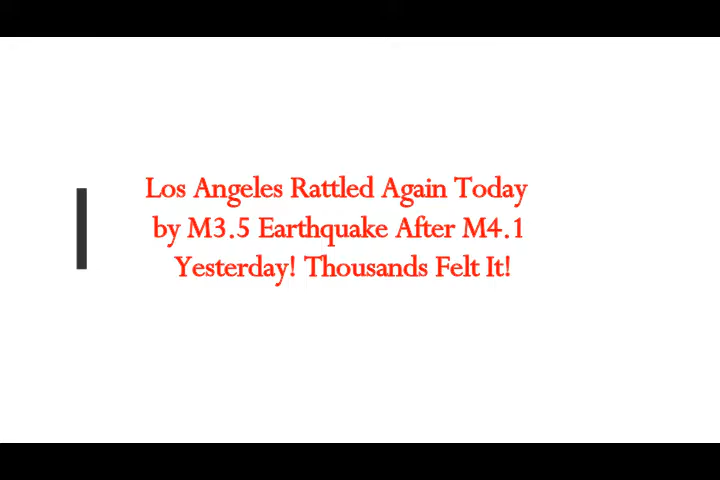 Los Angeles Rattled Again Today
by M3.5 Earthquake After M4.1
Yesterday! Thousands Felt It!